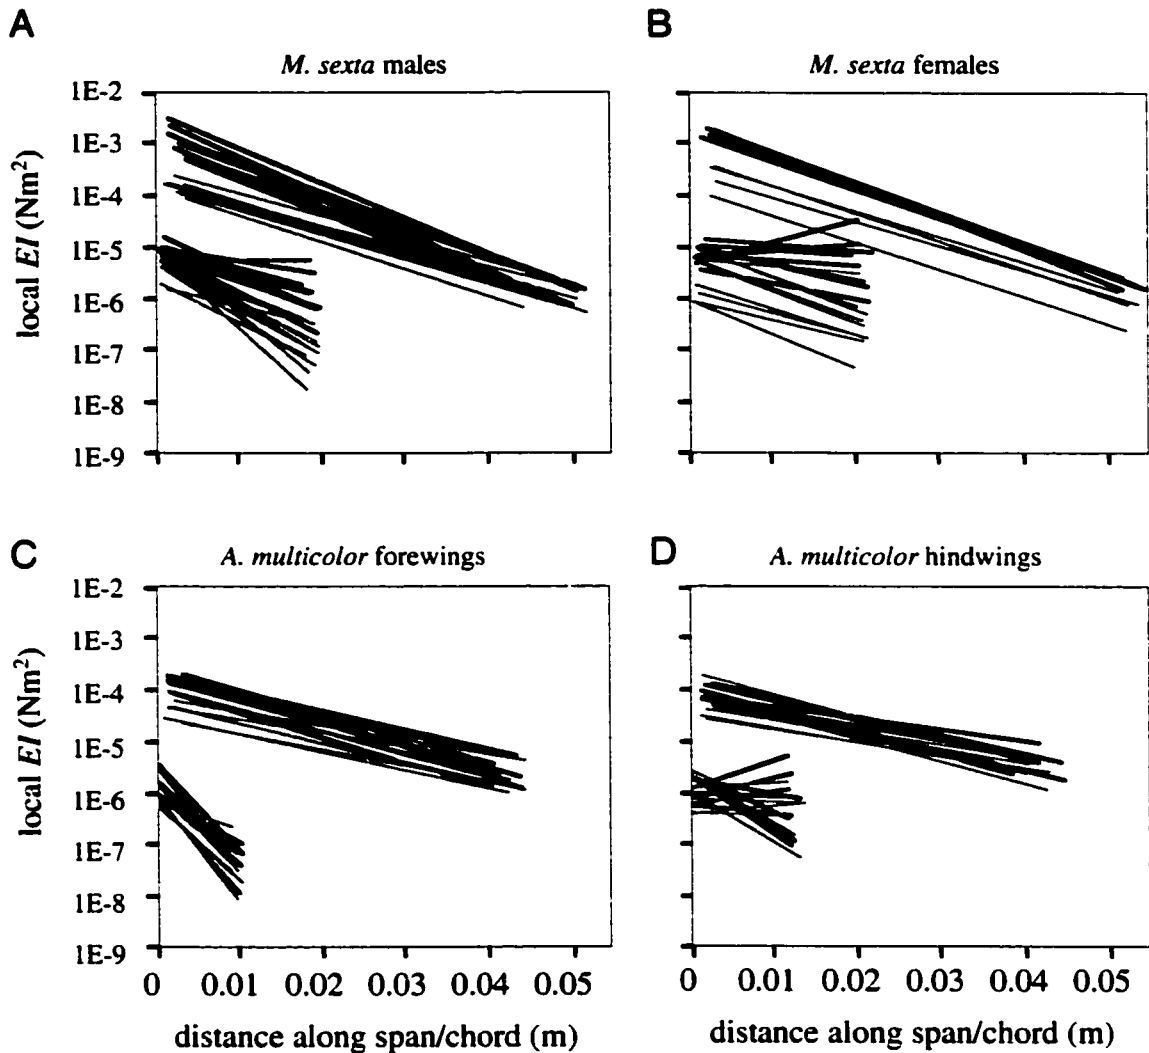 A
B
M. sexta males
M. sexta females
1E-2
1E-3
1E-4
1E-5
1E-6
1E-7
1E-8
1E-9
local EI (Nm²)
C
D
A. multicolor forewings
A. multicolor hindwings
1E-2
1E-3
1E-4
1E-5
1E-6
1E-7
1E-8
1E-9
local EI (Nm²)
0 0.01 0.02 0.03 0.04 0.05
0 0.01 0.02 0.03 0.04 0.05
distance along span/chord (m)
distance along span/chord (m)